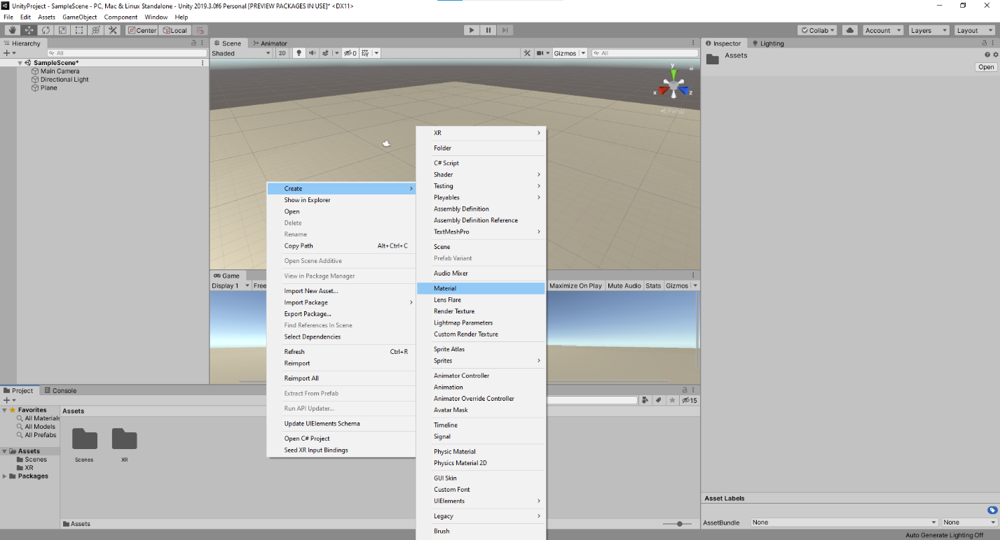 UnityProject - SampleScene - PC, Mac & Linux Standalone - Unity 2019.3.0f6 Personal [PREVIEW PACKAGES IN USE]* <DX11>
File Edit Assets GameObject Component Window Help
Center Local Collab Account Layers Layout
Hierarchy
All
SampleScene*
Main Camera
Directional Light
Plane
Scene Animator
Shaded 2D 0 Gizmos All
y
x z
Persp
Game
Display 1 Free Maximize On Play Mute Audio Stats Gizmos
Create
Show in Explorer
Open
Delete
Rename
Copy Path Alt+Ctrl+C
Open Scene Additive
View in Package Manager
Import New Asset...
Import Package
Export Package...
Find References In Scene
Select Dependencies
Refresh Ctrl+R
Reimport
Reimport All
Extract From Prefab
Run API Updater...
Update UIElements Schema
Open C# Project
Seed XR Input Bindings
XR
Folder
C# Script
Shader
Testing
Playables
Assembly Definition
Assembly Definition Reference
TextMeshPro
Scene
Prefab Variant
Audio Mixer
Material
Lens Flare
Render Texture
Lightmap Parameters
Custom Render Texture
Sprite Atlas
Sprites
Animator Controller
Animation
Animator Override Controller
Avatar Mask
Timeline
Signal
Physic Material
Physics Material 2D
GUI Skin
Custom Font
UIElements
Legacy
Brush
Project Console
15
Favorites
All Materials
All Models
All Prefabs
Assets
Scenes
XR
Packages
Assets
Scenes XR
Assets
Inspector Lighting
Assets
Open
Asset Labels
AssetBundle None None
Auto Generate Lighting Off